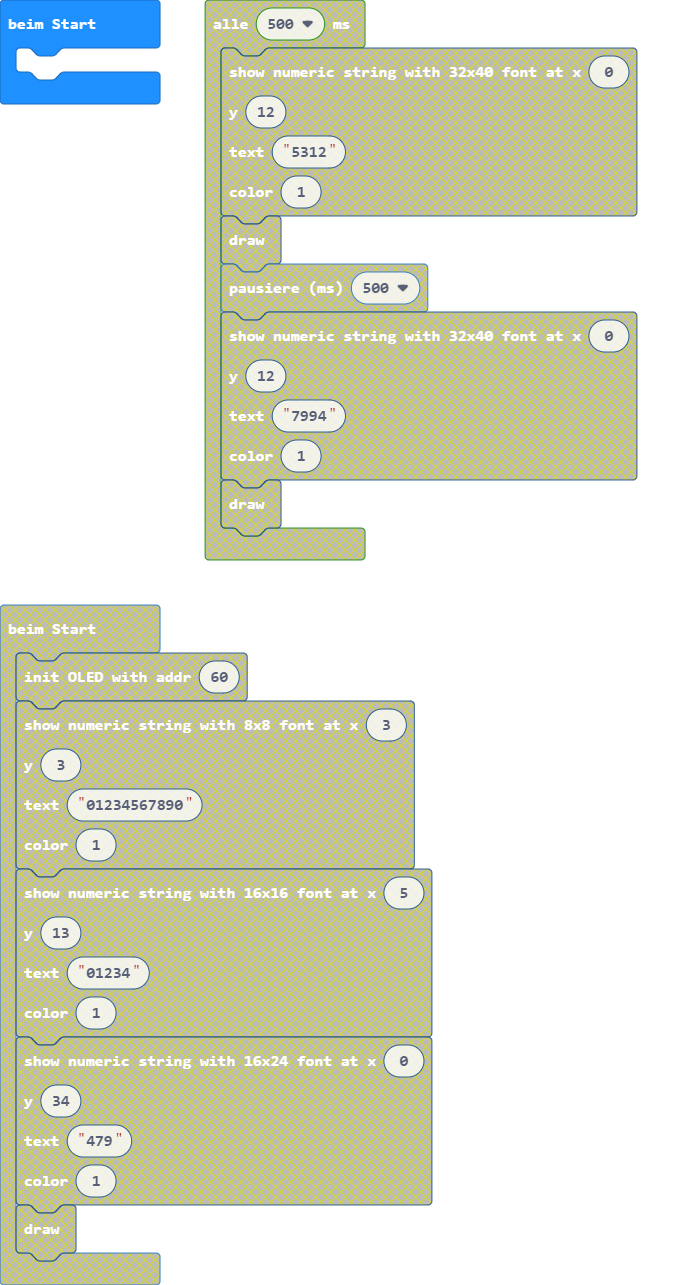 beim Start
alle 500 ms
show numeric string with 32x40 font at x 0
y 12
text "5312"
color 1
draw
pausiere (ms) 500
show numeric string with 32x40 font at x 0
y 12
text "7994"
color 1
draw
beim Start
init OLED with addr 60
show numeric string with 8x8 font at x 3
y 3
text "01234567890"
color 1
show numeric string with 16x16 font at x 5
y 13
text "01234"
color 1
show numeric string with 16x24 font at x 0
y 34
text "479"
color 1
draw